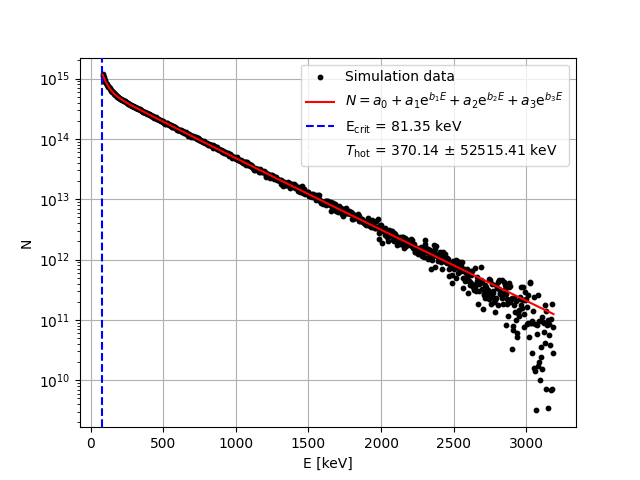 Simulation data
N = a₀ + a₁e^{b₁E} + a₂e^{b₂E} + a₃e^{b₃E}
E_crit = 81.35 keV
T_hot = 370.14 ± 52515.41 keV
10¹⁵
10¹⁴
10¹³
10¹²
10¹¹
10¹⁰
N
0 500 1000 1500 2000 2500 3000
E [keV]